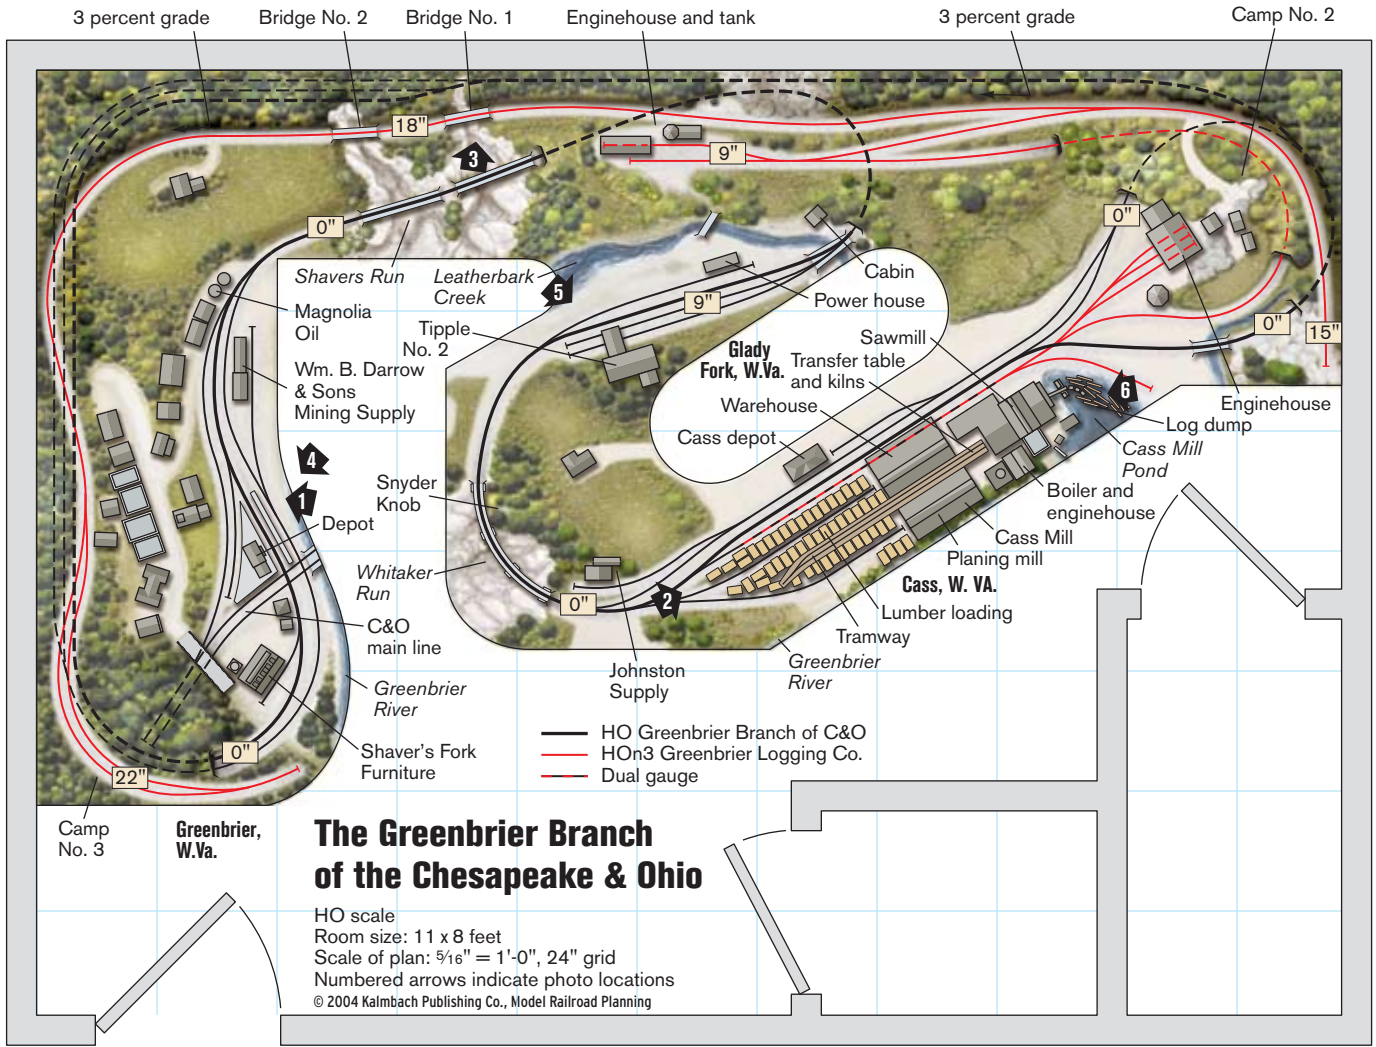 3 percent grade
Bridge No. 2
Bridge No. 1
Enginehouse and tank
3 percent grade
Camp No. 2
18"
3
9"
0"
0"
Shavers Run
Leatherbark
Creek
5
Cabin
Magnolia
Oil
9"
Power house
0"
15"
Tipple
No. 2
Glady
Fork, W.Va.
Sawmill
Transfer table
and kilns
Wm. B. Darrow
& Sons
Mining Supply
6
Warehouse
Enginehouse
Log dump
Cass depot
Cass Mill
Pond
4
Snyder
Knob
1
Boiler and
enginehouse
Depot
Cass Mill
Planing mill
Whitaker
Run
Cass, W. VA.
0"
2
Lumber loading
C&O
main line
Tramway
Greenbrier
River
Johnston
Supply
Greenbrier
River
HO Greenbrier Branch of C&O
HOn3 Greenbrier Logging Co.
Dual gauge
0"
Shaver's Fork
Furniture
22"
Camp
No. 3
Greenbrier,
W.Va.
The Greenbrier Branch
of the Chesapeake & Ohio
HO scale
Room size: 11 x 8 feet
Scale of plan: 5⁄16" = 1'-0", 24" grid
Numbered arrows indicate photo locations
© 2004 Kalmbach Publishing Co., Model Railroad Planning